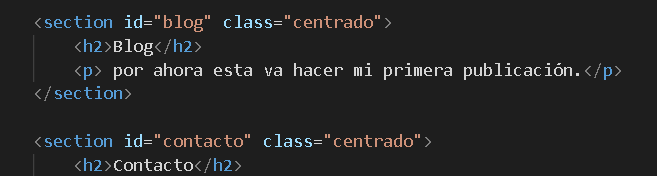 <section id="blog" class="centrado">
<h2>Blog</h2>
<p> por ahora esta va hacer mi primera publicación.</p>
</section>
<section id="contacto" class="centrado">
<h2>Contacto</h2>